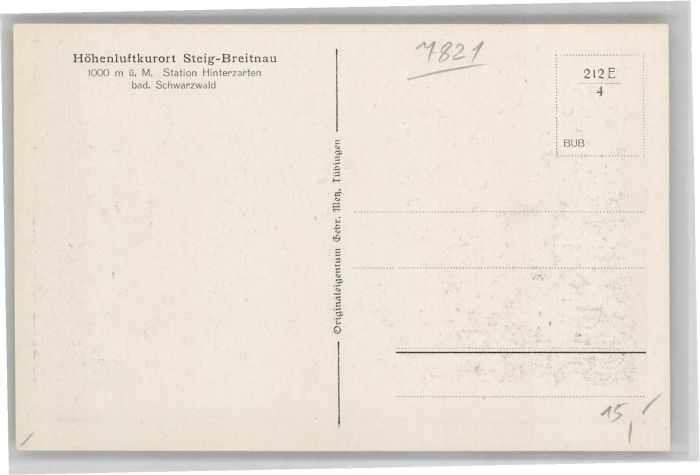 Höhenluftkurort Steig-Breitnau
1000 m ü. M. Station Hinterzarten
bad. Schwarzwald
Originaleigentum Gebr. Metz, Tübingen
7821
212 E
4
BUB
15,